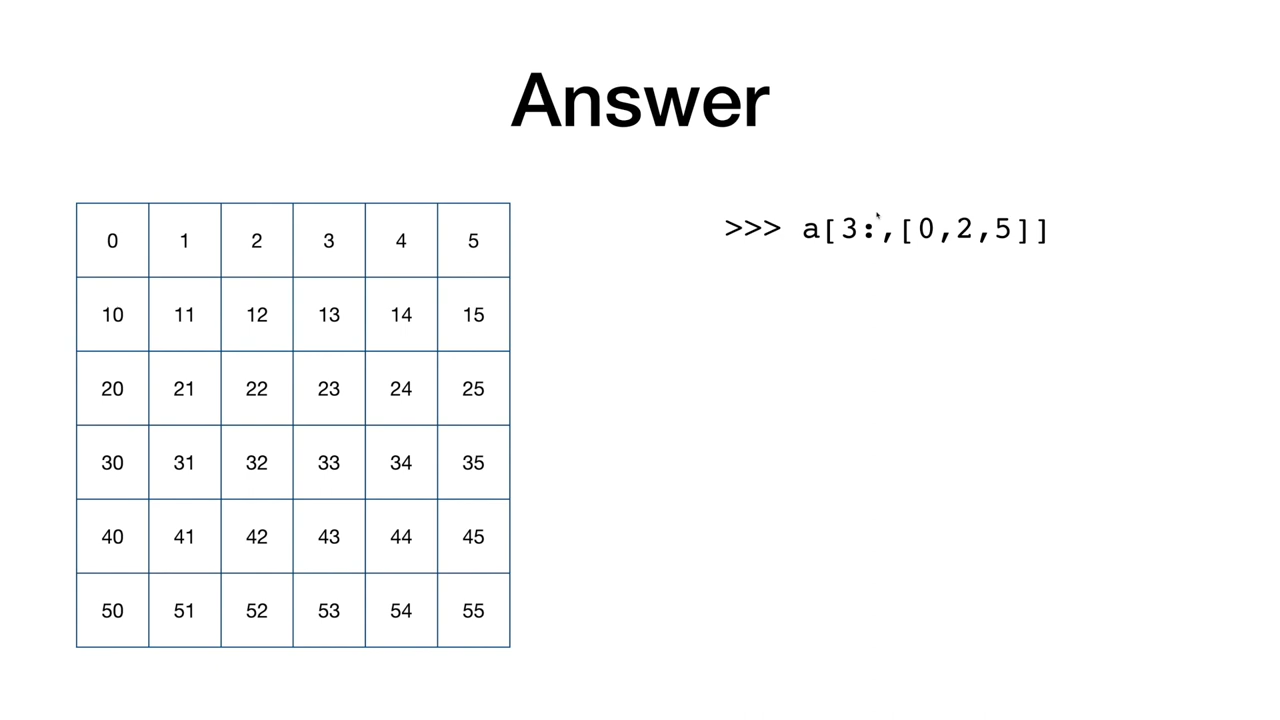 Answer
>>> a[3:,[0,2,5]]
0 1 2 3 4 5
10 11 12 13 14 15
20 21 22 23 24 25
30 31 32 33 34 35
40 41 42 43 44 45
50 51 52 53 54 55